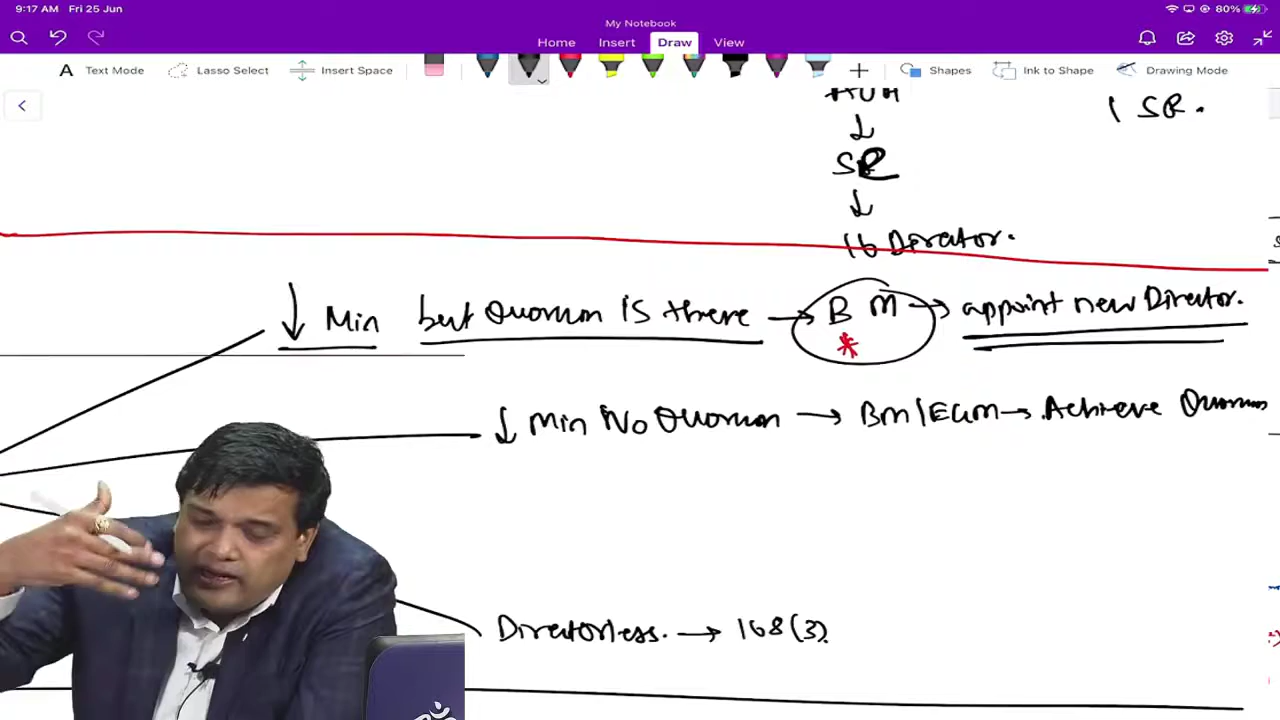 9:17 AM Fri 25 Jun
80%
My Notebook
Home Insert Draw View
A Text Mode Lasso Select Insert Space + Shapes Ink to Shape Drawing Mode
1 SR.
↓
SR
↓
16 Director.
↓ Min but Quorum is there → BM → appoint new Director.
*
↓ Min No Quorum → BM/EGM → Achieve Quorum
Directorless. → 168(3).